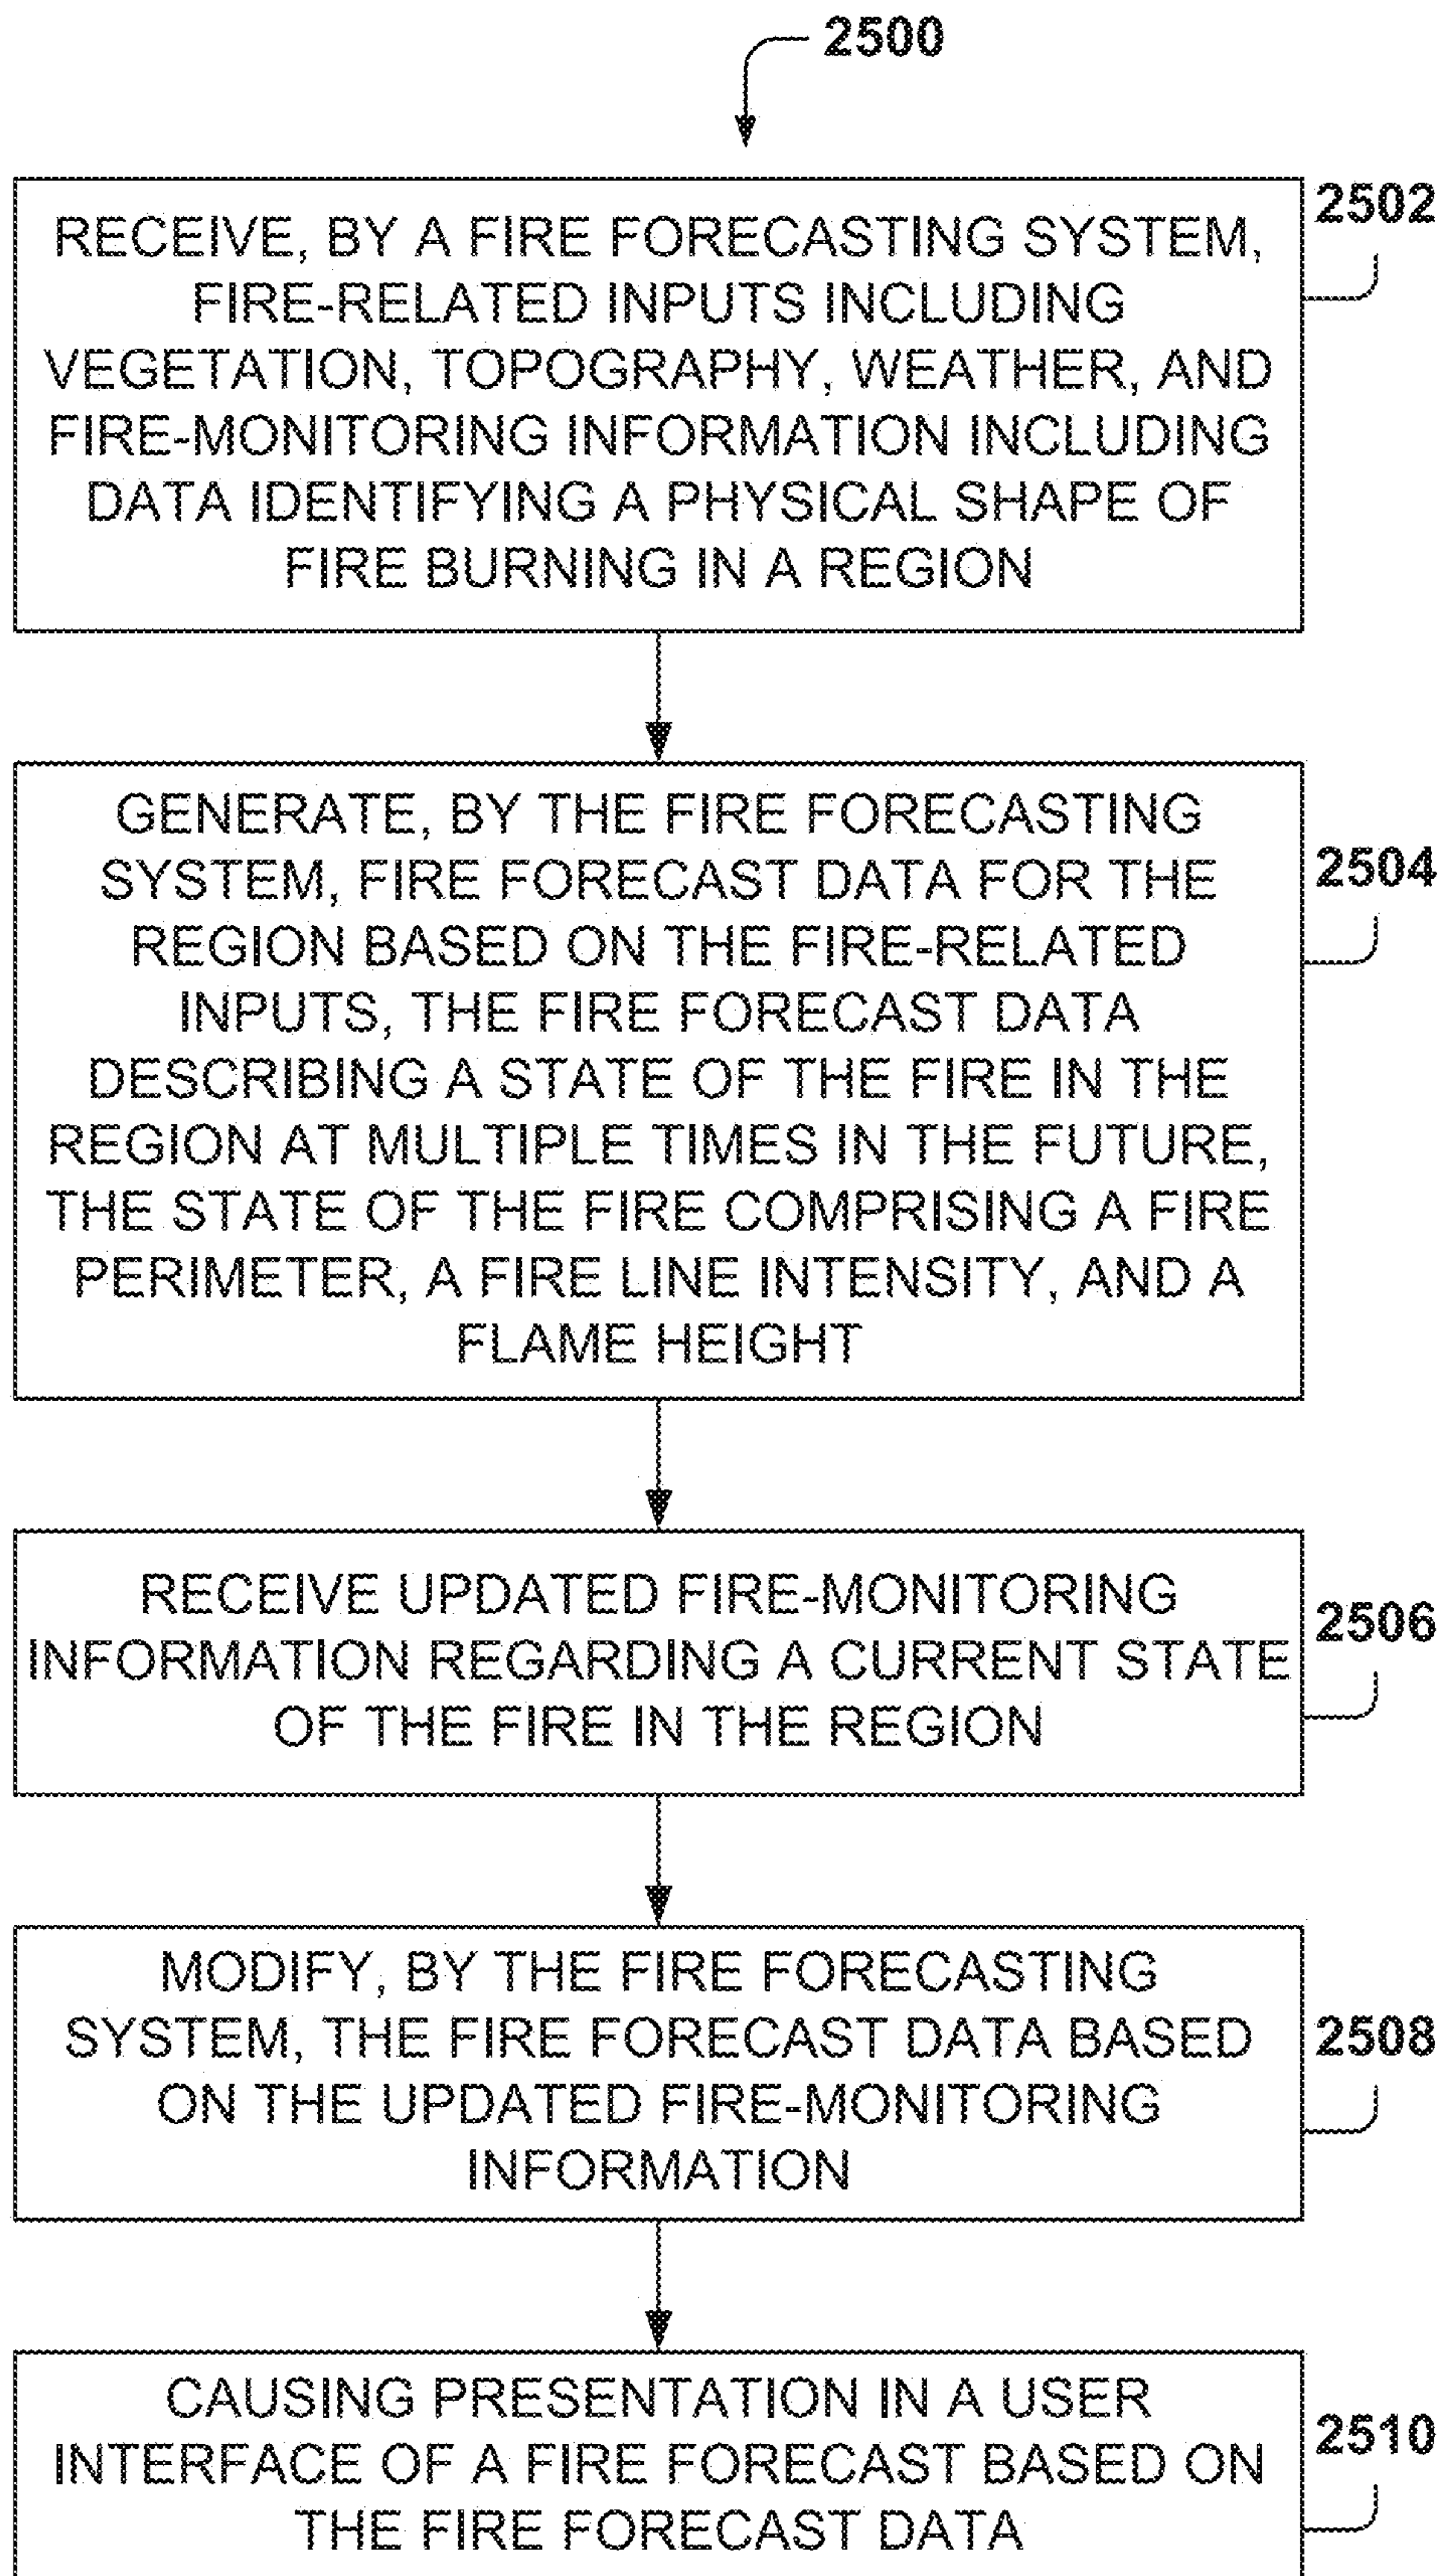 2500
2502
RECEIVE, BY A FIRE FORECASTING SYSTEM,
FIRE-RELATED INPUTS INCLUDING
VEGETATION, TOPOGRAPHY, WEATHER, AND
FIRE-MONITORING INFORMATION INCLUDING
DATA IDENTIFYING A PHYSICAL SHAPE OF
FIRE BURNING IN A REGION
2504
GENERATE, BY THE FIRE FORECASTING
SYSTEM, FIRE FORECAST DATA FOR THE
REGION BASED ON THE FIRE-RELATED
INPUTS, THE FIRE FORECAST DATA
DESCRIBING A STATE OF THE FIRE IN THE
REGION AT MULTIPLE TIMES IN THE FUTURE,
THE STATE OF THE FIRE COMPRISING A FIRE
PERIMETER, A FIRE LINE INTENSITY, AND A
FLAME HEIGHT
2506
RECEIVE UPDATED FIRE-MONITORING
INFORMATION REGARDING A CURRENT STATE
OF THE FIRE IN THE REGION
2508
MODIFY, BY THE FIRE FORECASTING
SYSTEM, THE FIRE FORECAST DATA BASED
ON THE UPDATED FIRE-MONITORING
INFORMATION
2510
CAUSING PRESENTATION IN A USER
INTERFACE OF A FIRE FORECAST BASED ON
THE FIRE FORECAST DATA